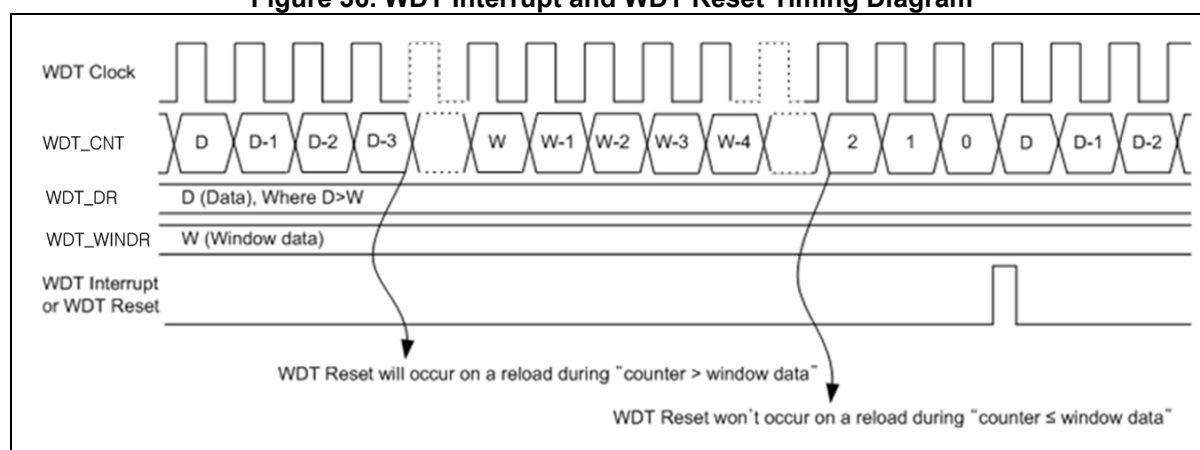 Figure 36. WDT Interrupt and WDT Reset Timing Diagram
WDT Clock
WDT_CNT D D-1 D-2 D-3 W W-1 W-2 W-3 W-4 2 1 0 D D-1 D-2
WDT_DR D (Data), Where D>W
WDT_WINDR W (Window data)
WDT Interrupt
or WDT Reset
WDT Reset will occur on a reload during “counter > window data”
WDT Reset won't occur on a reload during “counter ≤ window data”